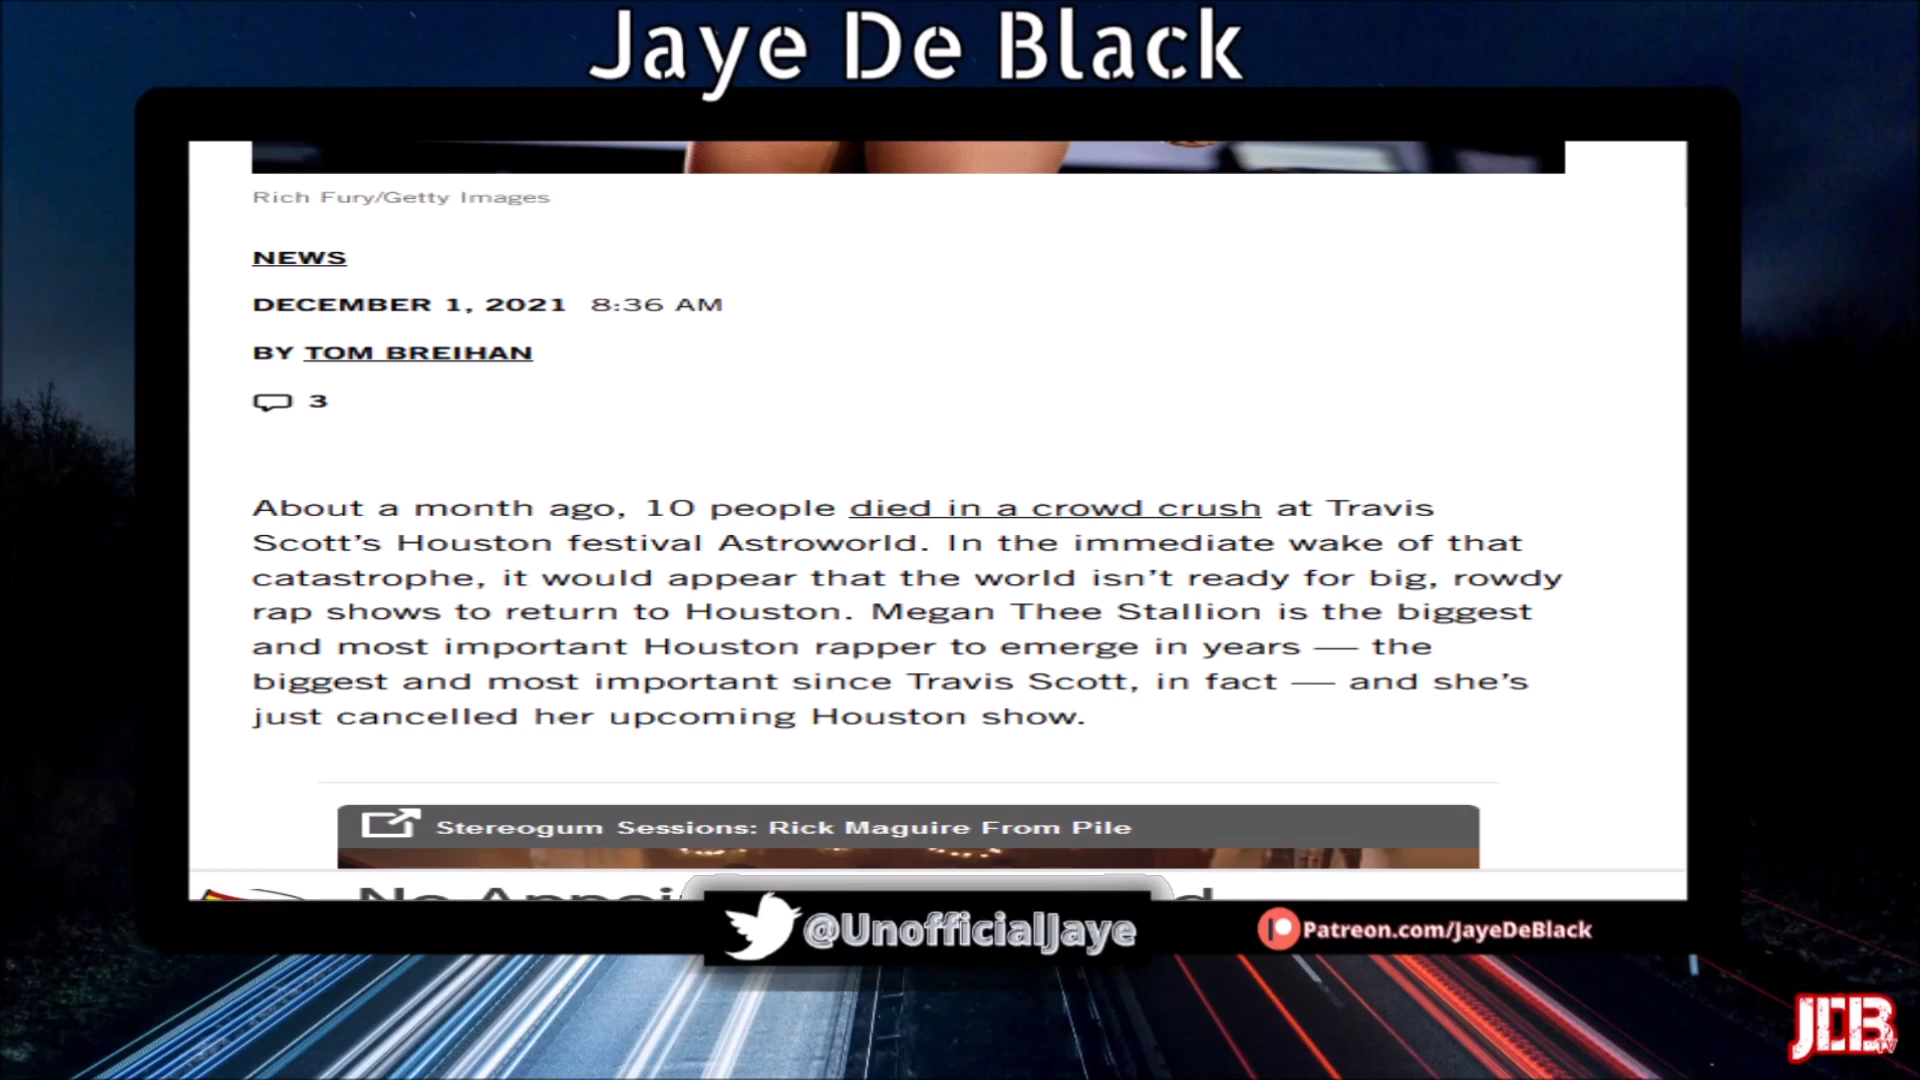 Jaye De Black
Rich Fury/Getty Images
NEWS
DECEMBER 1, 2021 8:36 AM
BY TOM BREIHAN
3
About a month ago, 10 people died in a crowd crush at Travis
Scott’s Houston festival Astroworld. In the immediate wake of that
catastrophe, it would appear that the world isn’t ready for big, rowdy
rap shows to return to Houston. Megan Thee Stallion is the biggest
and most important Houston rapper to emerge in years — the
biggest and most important since Travis Scott, in fact — and she’s
just cancelled her upcoming Houston show.
Stereogum Sessions: Rick Maguire From Pile
@UnofficialJaye
Patreon.com/JayeDeBlack
JDB
TV